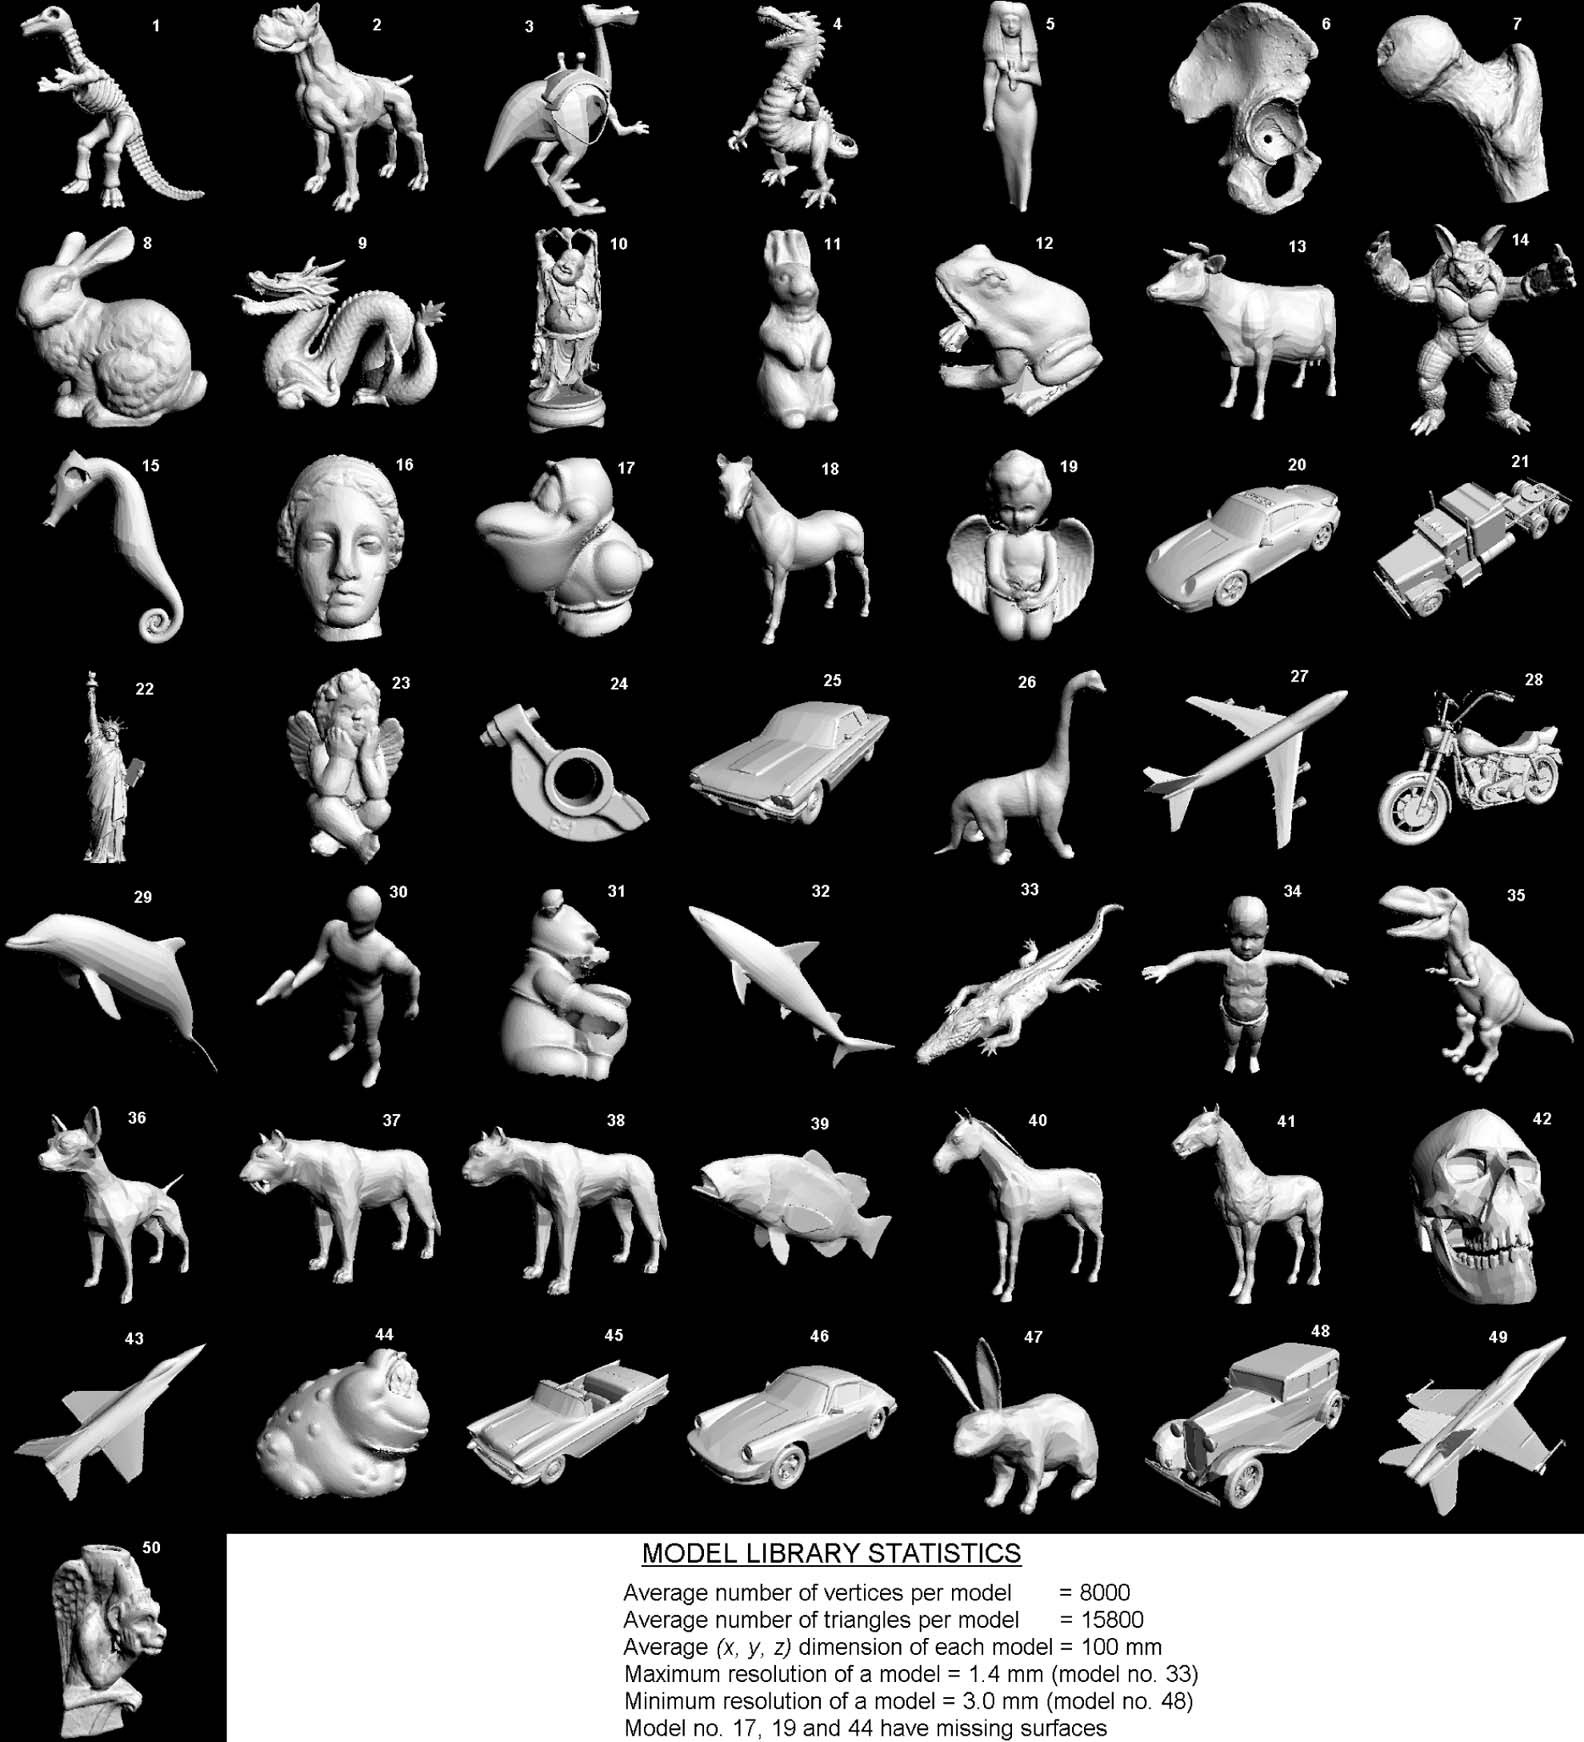 1 2 3 4 5 6 7
8 9 10 11 12 13 14
15 16 17 18 19 20 21
22 23 24 25 26 27 28
29 30 31 32 33 34 35
36 37 38 39 40 41 42
43 44 45 46 47 48 49
50
MODEL LIBRARY STATISTICS
Average number of vertices per model = 8000
Average number of triangles per model = 15800
Average (x, y, z) dimension of each model = 100 mm
Maximum resolution of a model = 1.4 mm (model no. 33)
Minimum resolution of a model = 3.0 mm (model no. 48)
Model no. 17, 19 and 44 have missing surfaces